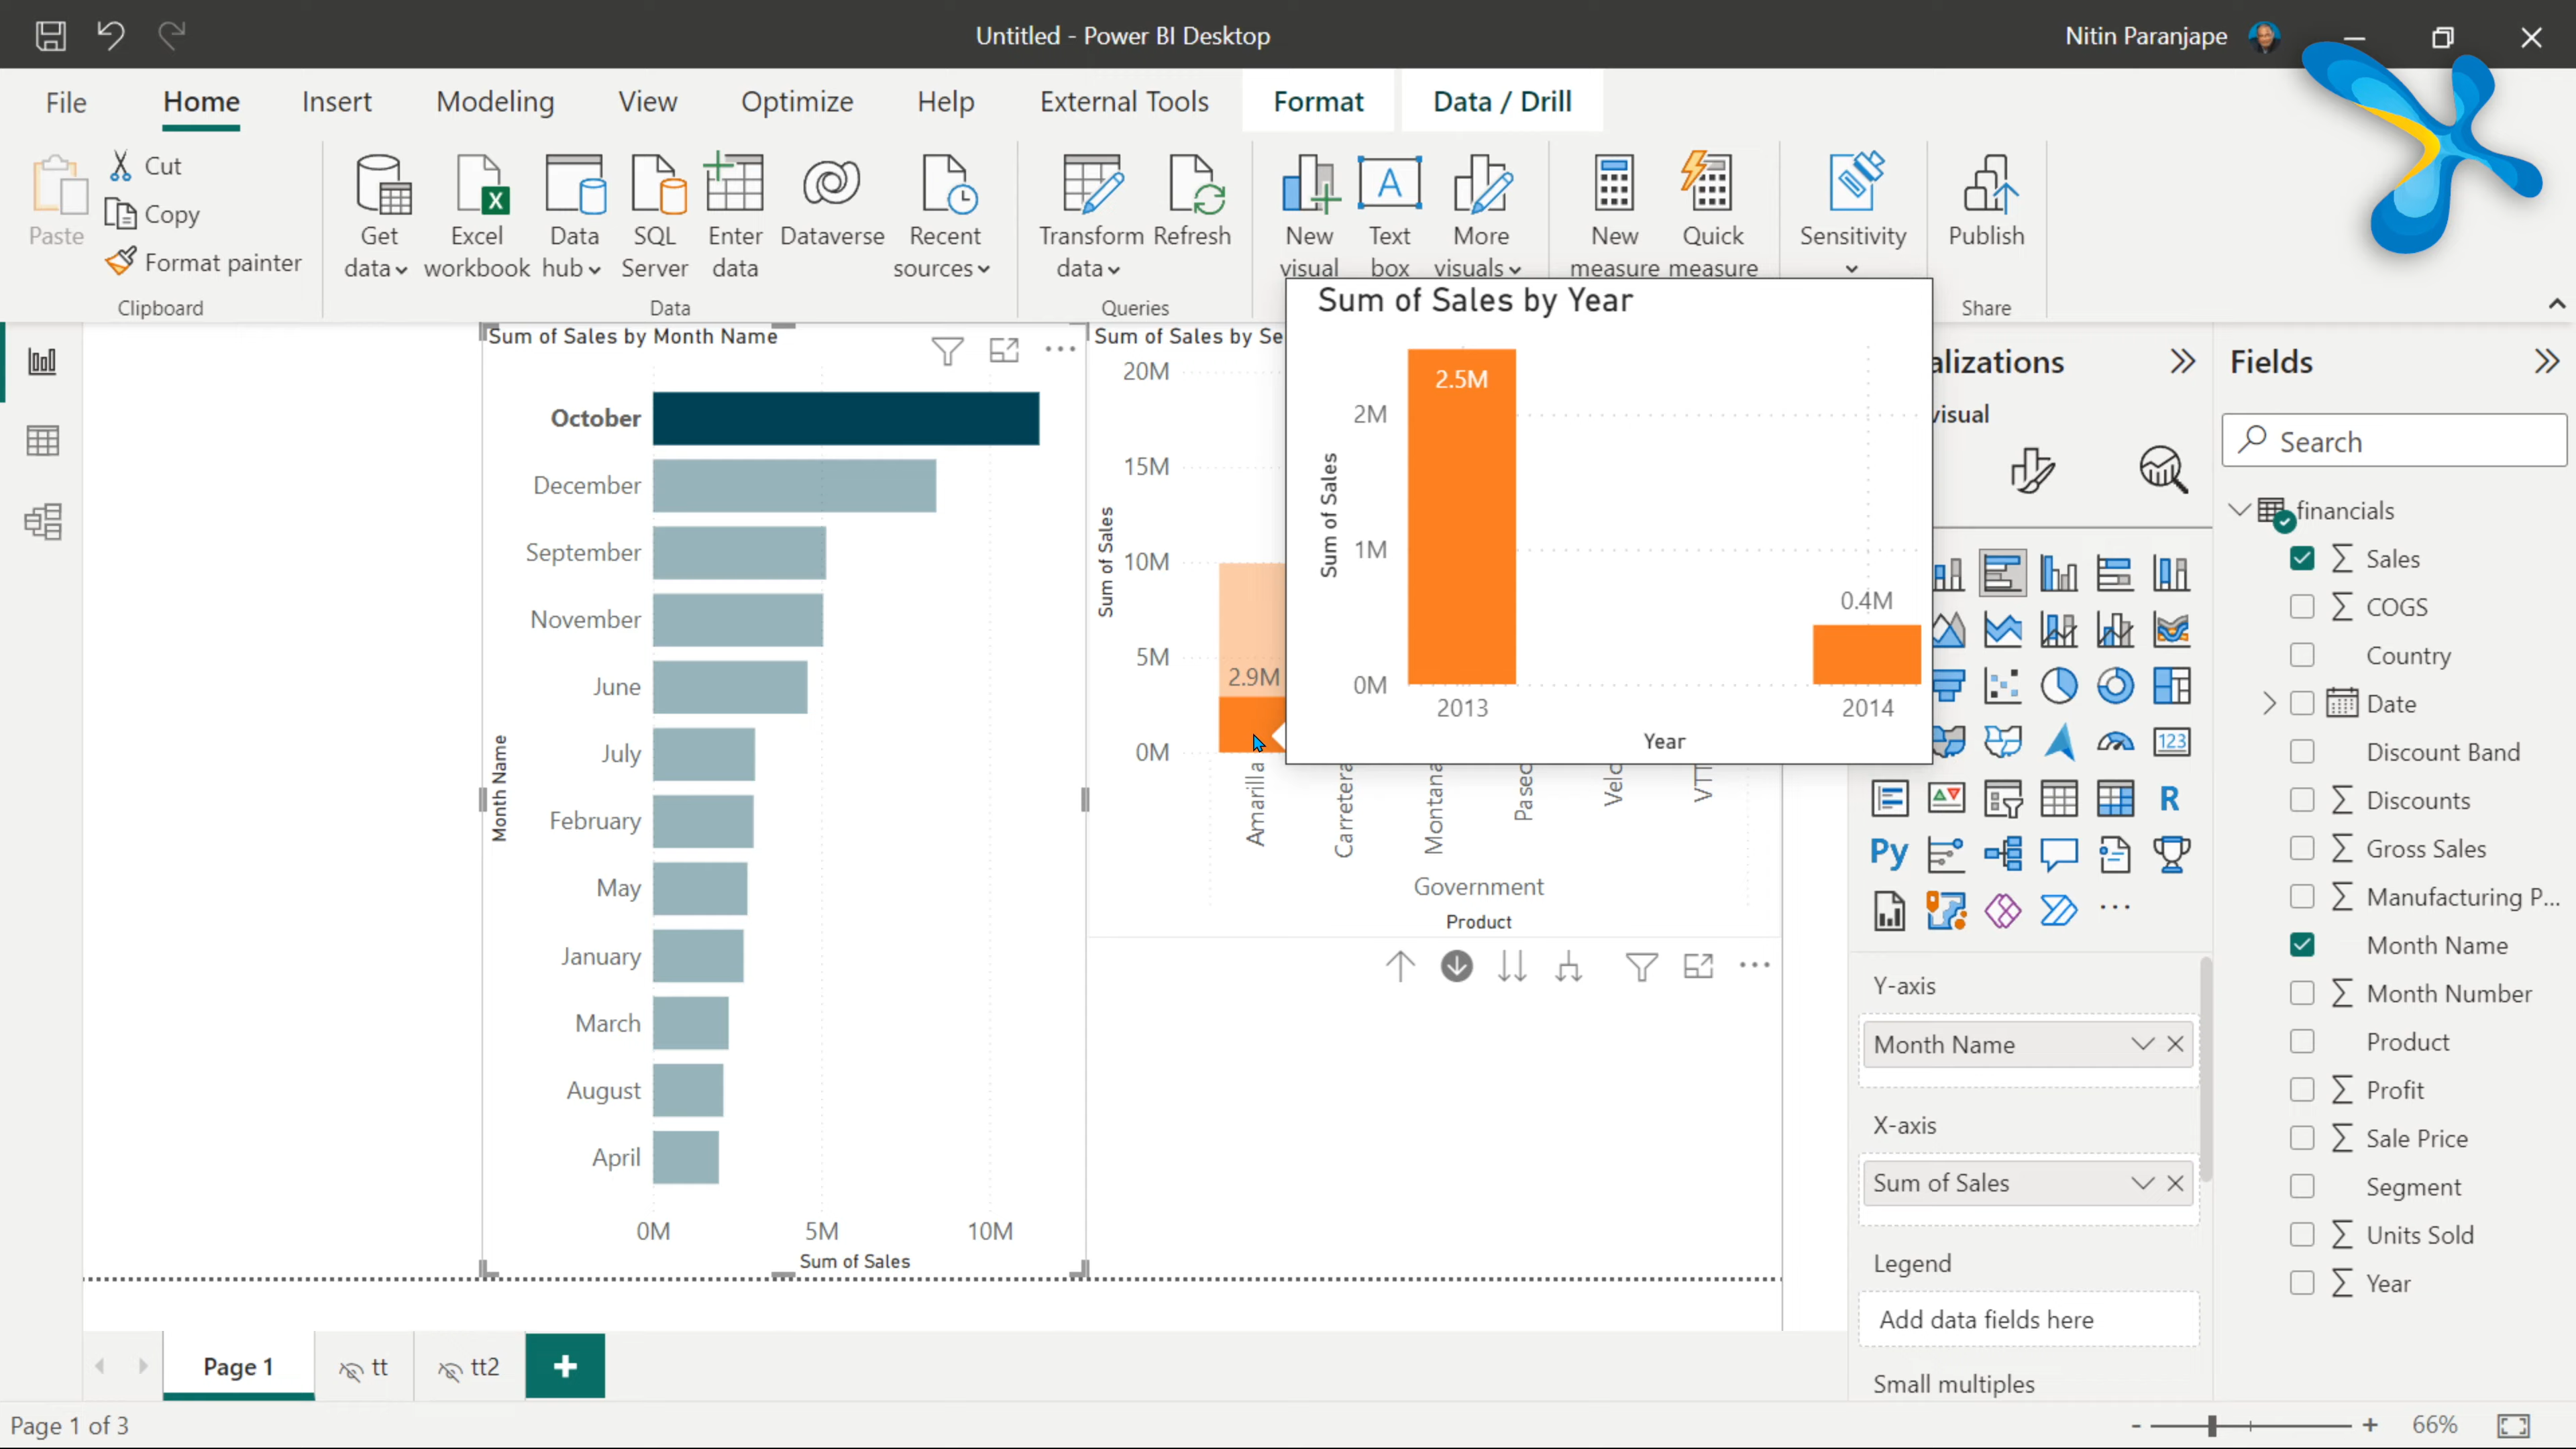 Untitled - Power BI Desktop
Nitin Paranjape
File
Home
Insert
Modeling
View
Optimize
Help
External Tools
Format
Data / Drill
Paste
Cut
Copy
Format painter
Clipboard
Get data
Excel workbook
Data hub
SQL Server
Enter data
Dataverse
Recent sources
Data
Transform data
Refresh
Queries
New visual
Text box
More visuals
New measure
Quick measure
Sensitivity
Publish
Share
Sum of Sales by Month Name
Month Name
October
December
September
November
June
July
February
May
January
March
August
April
0M
5M
10M
Sum of Sales
Sum of Sales by Se
Sum of Sales
20M
15M
10M
5M
0M
2.9M
Amarilla
Carretera
Montana
Pasec
Velc
VTT
Government
Product
Sum of Sales by Year
Sum of Sales
2M
1M
0M
2.5M
0.4M
2013
2014
Year
alizations
visual
123
R
Py
Y-axis
Month Name
X-axis
Sum of Sales
Legend
Add data fields here
Small multiples
Fields
Search
financials
Sales
COGS
Country
Date
Discount Band
Discounts
Gross Sales
Manufacturing P...
Month Name
Month Number
Product
Profit
Sale Price
Segment
Units Sold
Year
Page 1
tt
tt2
Page 1 of 3
66%